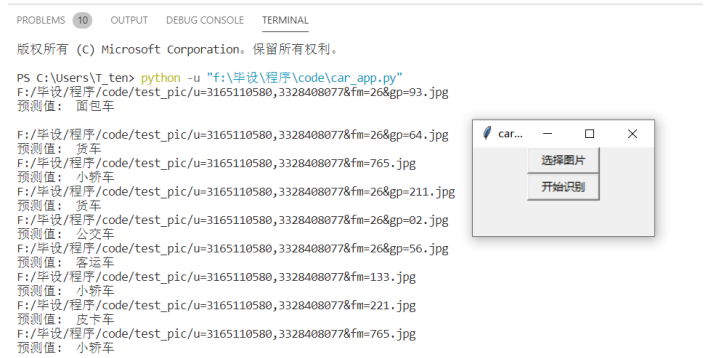 PROBLEMS 10 OUTPUT DEBUG CONSOLE TERMINAL
版权所有 (C) Microsoft Corporation。保留所有权利。
PS C:\Users\T_ten> python -u "f:\毕设\程序\code\car_app.py"
F:/毕设/程序/code/test_pic/u=3165110580,3328408077&fm=26&gp=93.jpg
预测值: 面包车
F:/毕设/程序/code/test_pic/u=3165110580,3328408077&fm=26&gp=64.jpg
预测值: 货车
F:/毕设/程序/code/test_pic/u=3165110580,3328408077&fm=765.jpg
预测值: 小轿车
F:/毕设/程序/code/test_pic/u=3165110580,3328408077&fm=26&gp=211.jpg
预测值: 货车
F:/毕设/程序/code/test_pic/u=3165110580,3328408077&fm=26&gp=02.jpg
预测值: 公交车
F:/毕设/程序/code/test_pic/u=3165110580,3328408077&fm=26&gp=56.jpg
预测值: 客运车
F:/毕设/程序/code/test_pic/u=3165110580,3328408077&fm=133.jpg
预测值: 小轿车
F:/毕设/程序/code/test_pic/u=3165110580,3328408077&fm=221.jpg
预测值: 皮卡车
F:/毕设/程序/code/test_pic/u=3165110580,3328408077&fm=765.jpg
预测值: 小轿车
car...
选择图片
开始识别